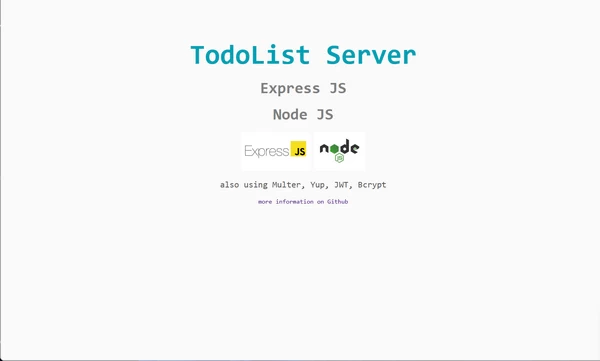 TodoList Server
Express JS
Node JS
Express JS node JS
also using Multer, Yup, JWT, Bcrypt
more information on Github